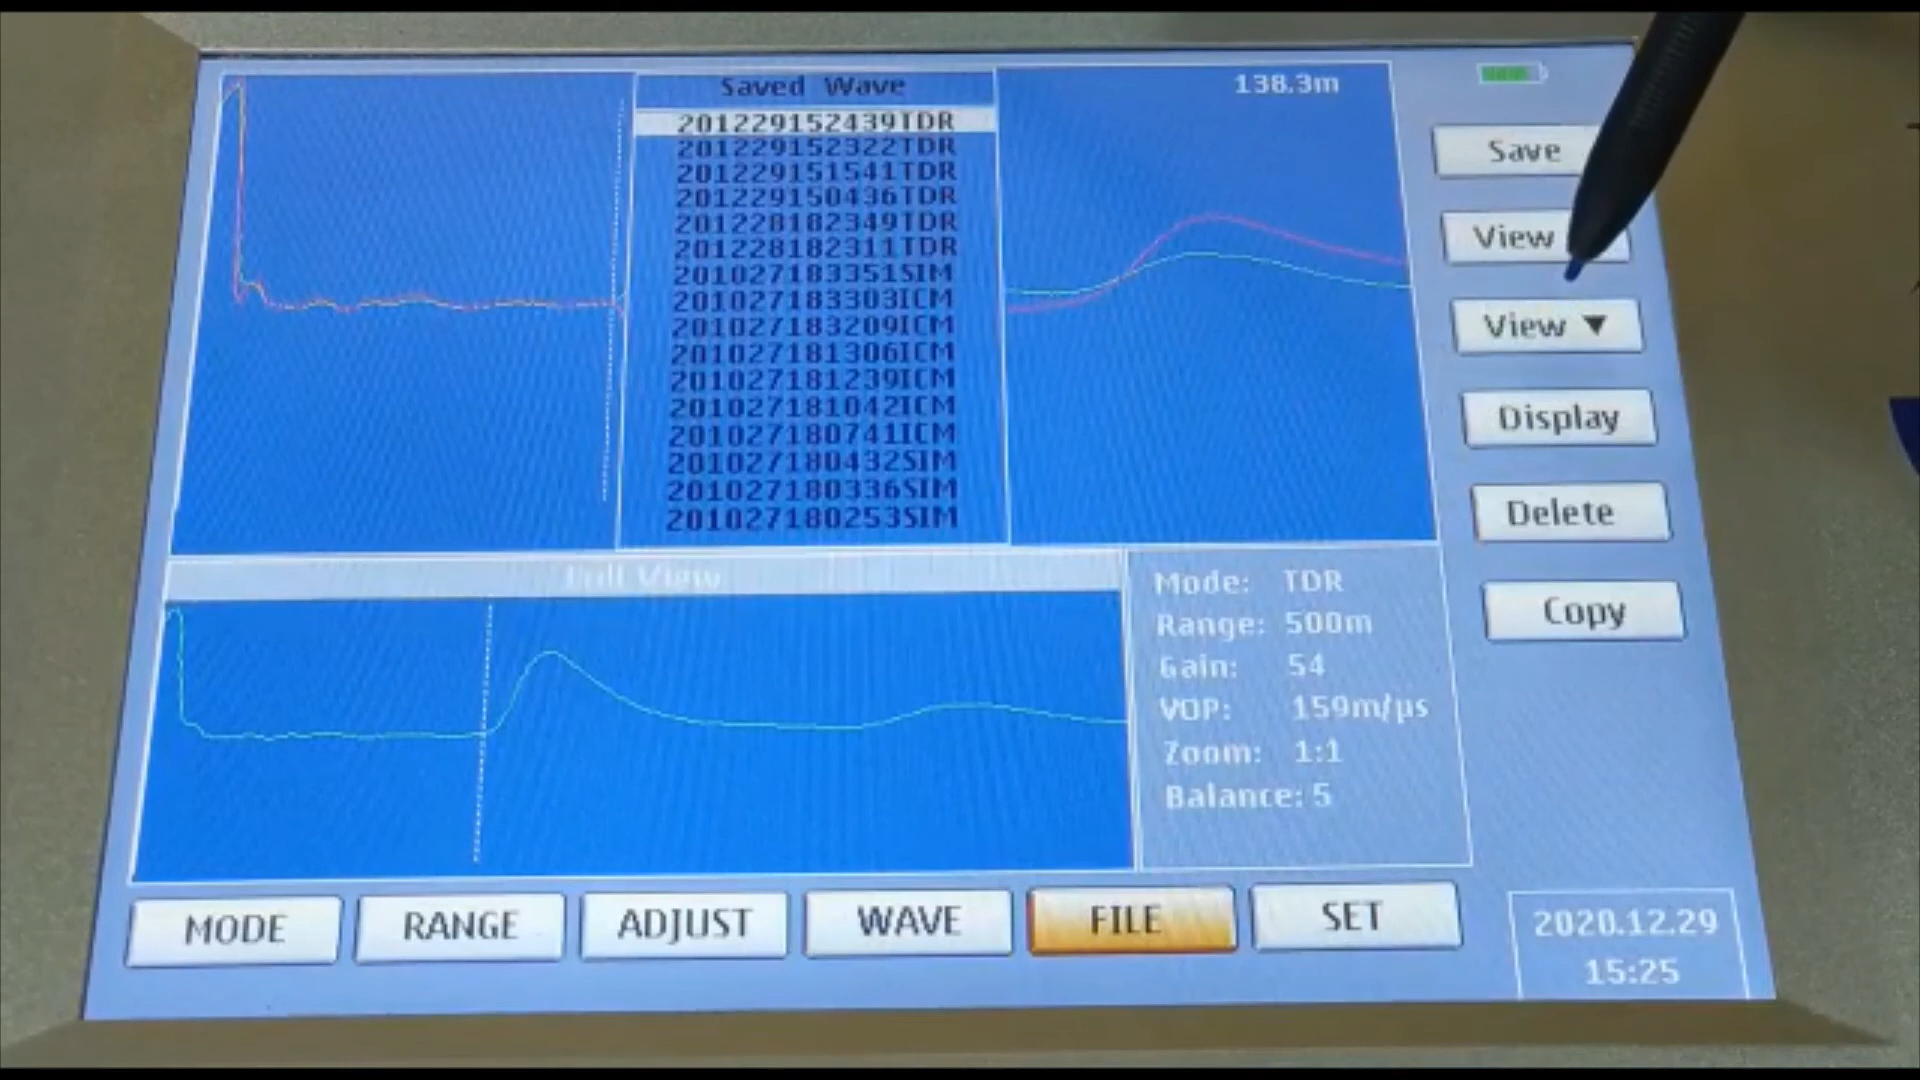 Saved Wave
138.3m
201229152439TDR
201229152322TDR
201229151541TDR
201229150436TDR
201228182349TDR
201228182311TDR
201027183351SIM
201027183303ICM
201027183209ICM
201027181306ICM
201027181239ICM
201027181042ICM
201027180741ICM
201027180432SIM
201027180336SIM
201027180253SIM
Save
View
View ▼
Display
Delete
Copy
Full View
Mode: TDR
Range: 500m
Gain: 54
VOP: 159m/µs
Zoom: 1:1
Balance: 5
MODE
RANGE
ADJUST
WAVE
FILE
SET
2020.12.29
15:25